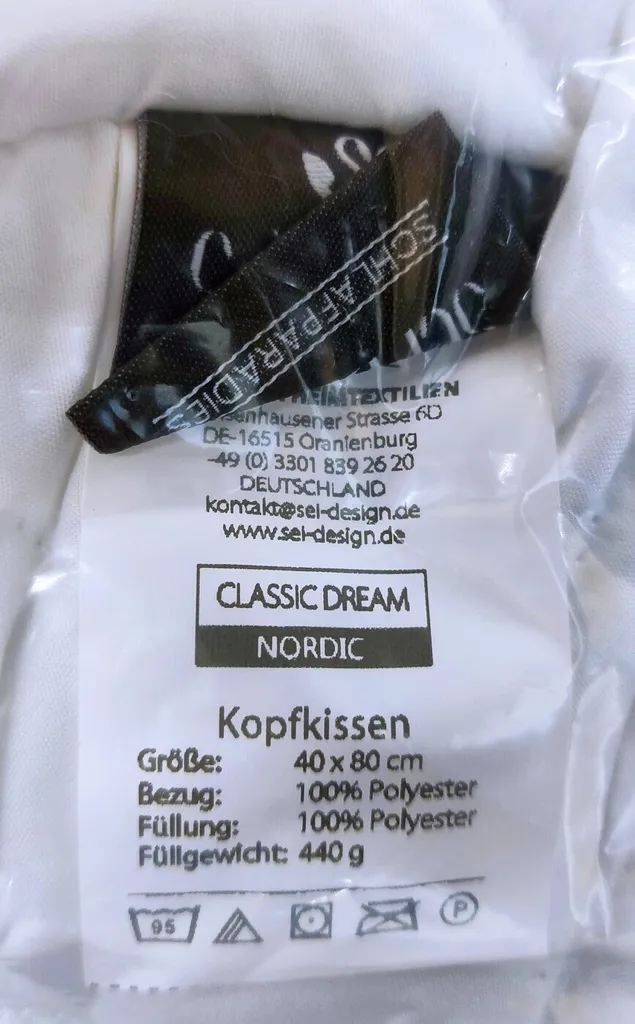 SCHLAFPARADIES
HEIMTEXTILIEN
Strasse 6D
DE-16515 Oranienburg
-49 (0) 3301 839 26 20
DEUTSCHLAND
kontakt@sei-design.de
www.sei-design.de
CLASSIC DREAM
NORDIC
Kopfkissen
Größe: 40 x 80 cm
Bezug: 100% Polyester
Füllung: 100% Polyester
Füllgewicht: 440 g
95
P